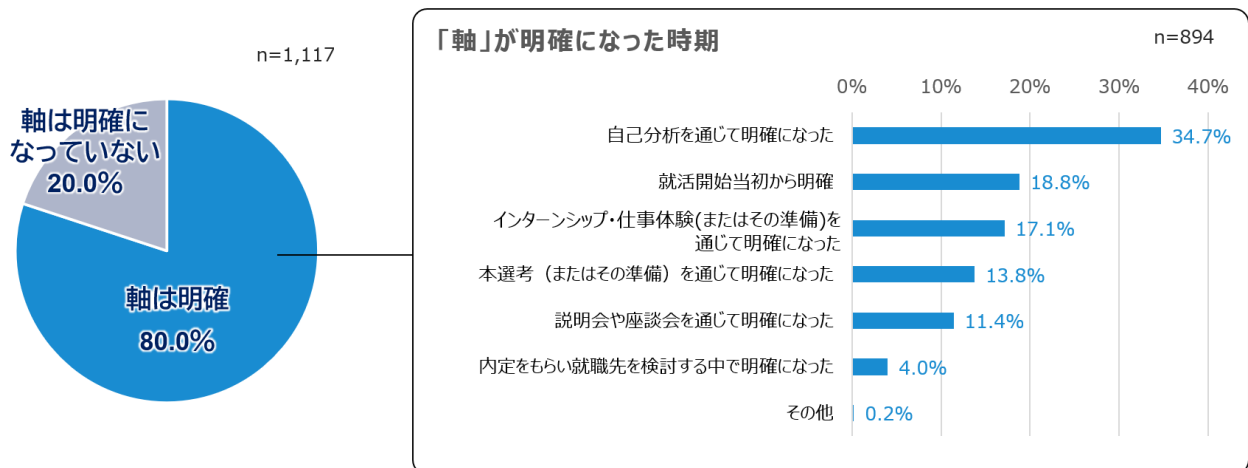 n=1,117
軸は明確に
なっていない
20.0%
軸は明確
80.0%
「軸」が明確になった時期
n=894
0% 10% 20% 30% 40%
自己分析を通じて明確になった 34.7%
就活開始当初から明確 18.8%
インターンシップ・仕事体験(またはその準備)を
通じて明確になった 17.1%
本選考（またはその準備）を通じて明確になった 13.8%
説明会や座談会を通じて明確になった 11.4%
内定をもらい就職先を検討する中で明確になった 4.0%
その他 0.2%